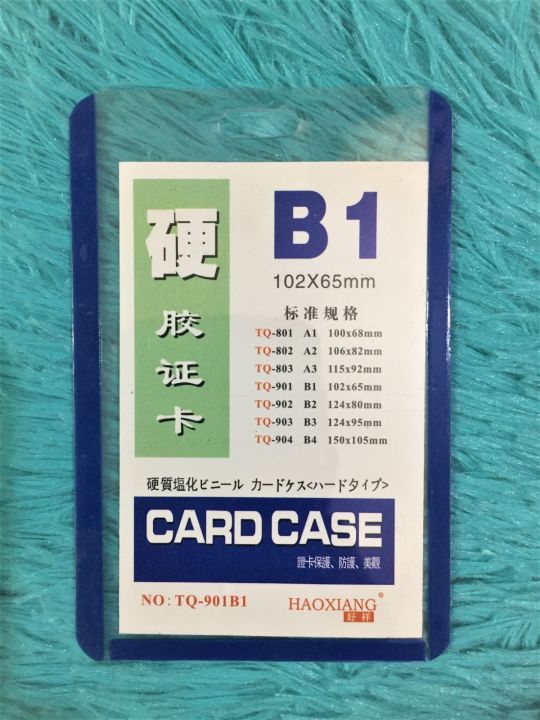 硬
胶
证
卡
B1
102X65mm
标准规格
TQ-801 A1 100x68mm
TQ-802 A2 106x82mm
TQ-803 A3 115x92mm
TQ-901 B1 102x65mm
TQ-902 B2 124x80mm
TQ-903 B3 124x95mm
TQ-904 B4 150x105mm
硬質塩化ビニール カードケス<ハードタイプ>
CARD CASE
證卡保護、防護、美觀
NO: TQ-901B1
HAOXIANG®
好祥